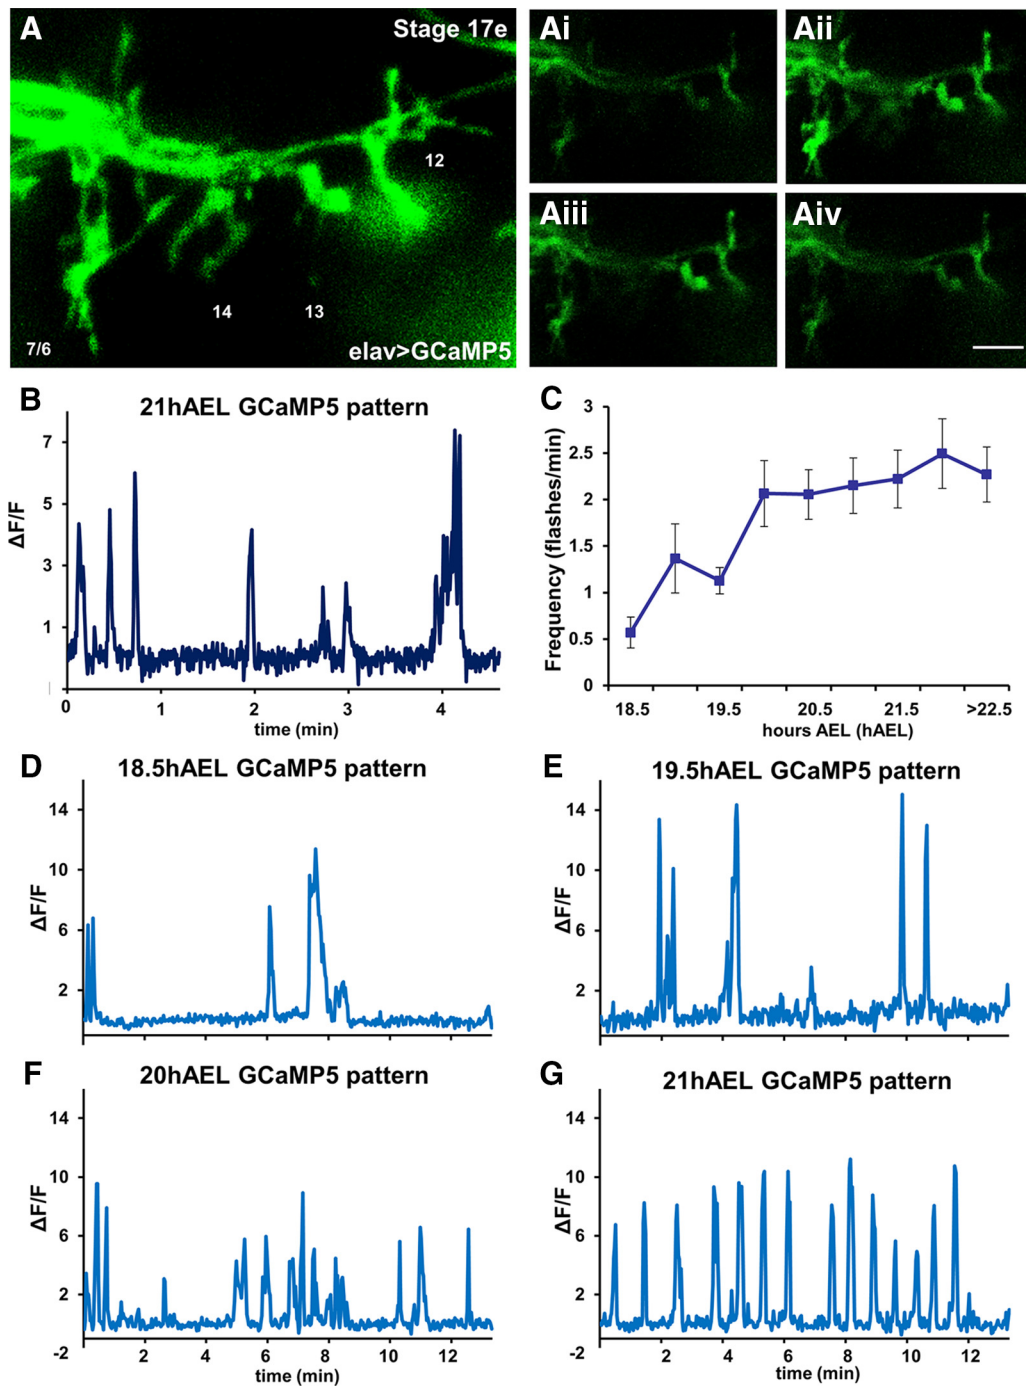 A
Stage 17e
12
14
13
7/6
elav>GCaMP5
Ai
Aii
Aiii
Aiv
B
21hAEL GCaMP5 pattern
ΔF/F
7
5
3
1
0
1
2
3
4
time (min)
C
Frequency (flashes/min)
3
2.5
2
1.5
1
0.5
0
18.5
19.5
20.5
21.5
>22.5
hours AEL (hAEL)
D
18.5hAEL GCaMP5 pattern
ΔF/F
14
10
6
2
E
19.5hAEL GCaMP5 pattern
ΔF/F
14
10
6
2
F
20hAEL GCaMP5 pattern
ΔF/F
14
10
6
2
-2
2
4
6
8
10
12
time (min)
G
21hAEL GCaMP5 pattern
ΔF/F
14
10
6
2
-2
2
4
6
8
10
12
time (min)